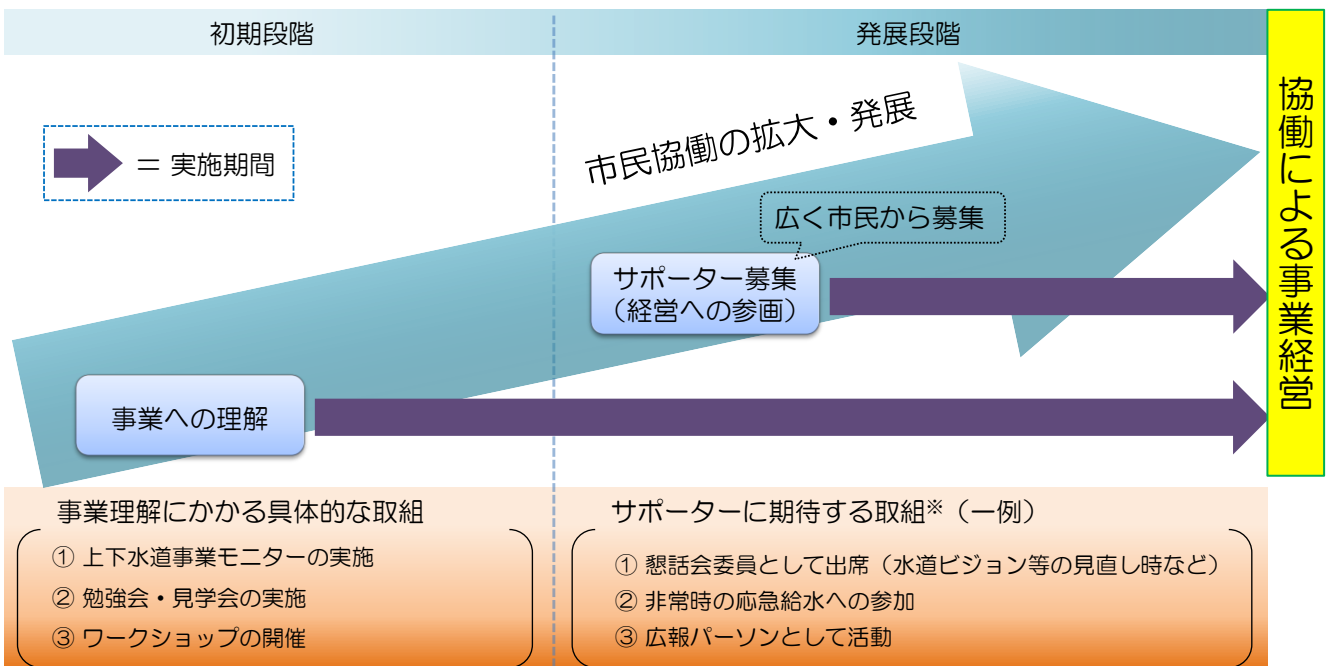 初期段階
発展段階
＝ 実施期間
市民協働の拡大・発展
広く市民から募集
サポーター募集
（経営への参画）
事業への理解
協働による事業経営
事業理解にかかる具体的な取組
① 上下水道事業モニターの実施
② 勉強会・見学会の実施
③ ワークショップの開催
サポーターに期待する取組※（一例）
① 懇話会委員として出席（水道ビジョン等の見直し時など）
② 非常時の応急給水への参加
③ 広報パーソンとして活動